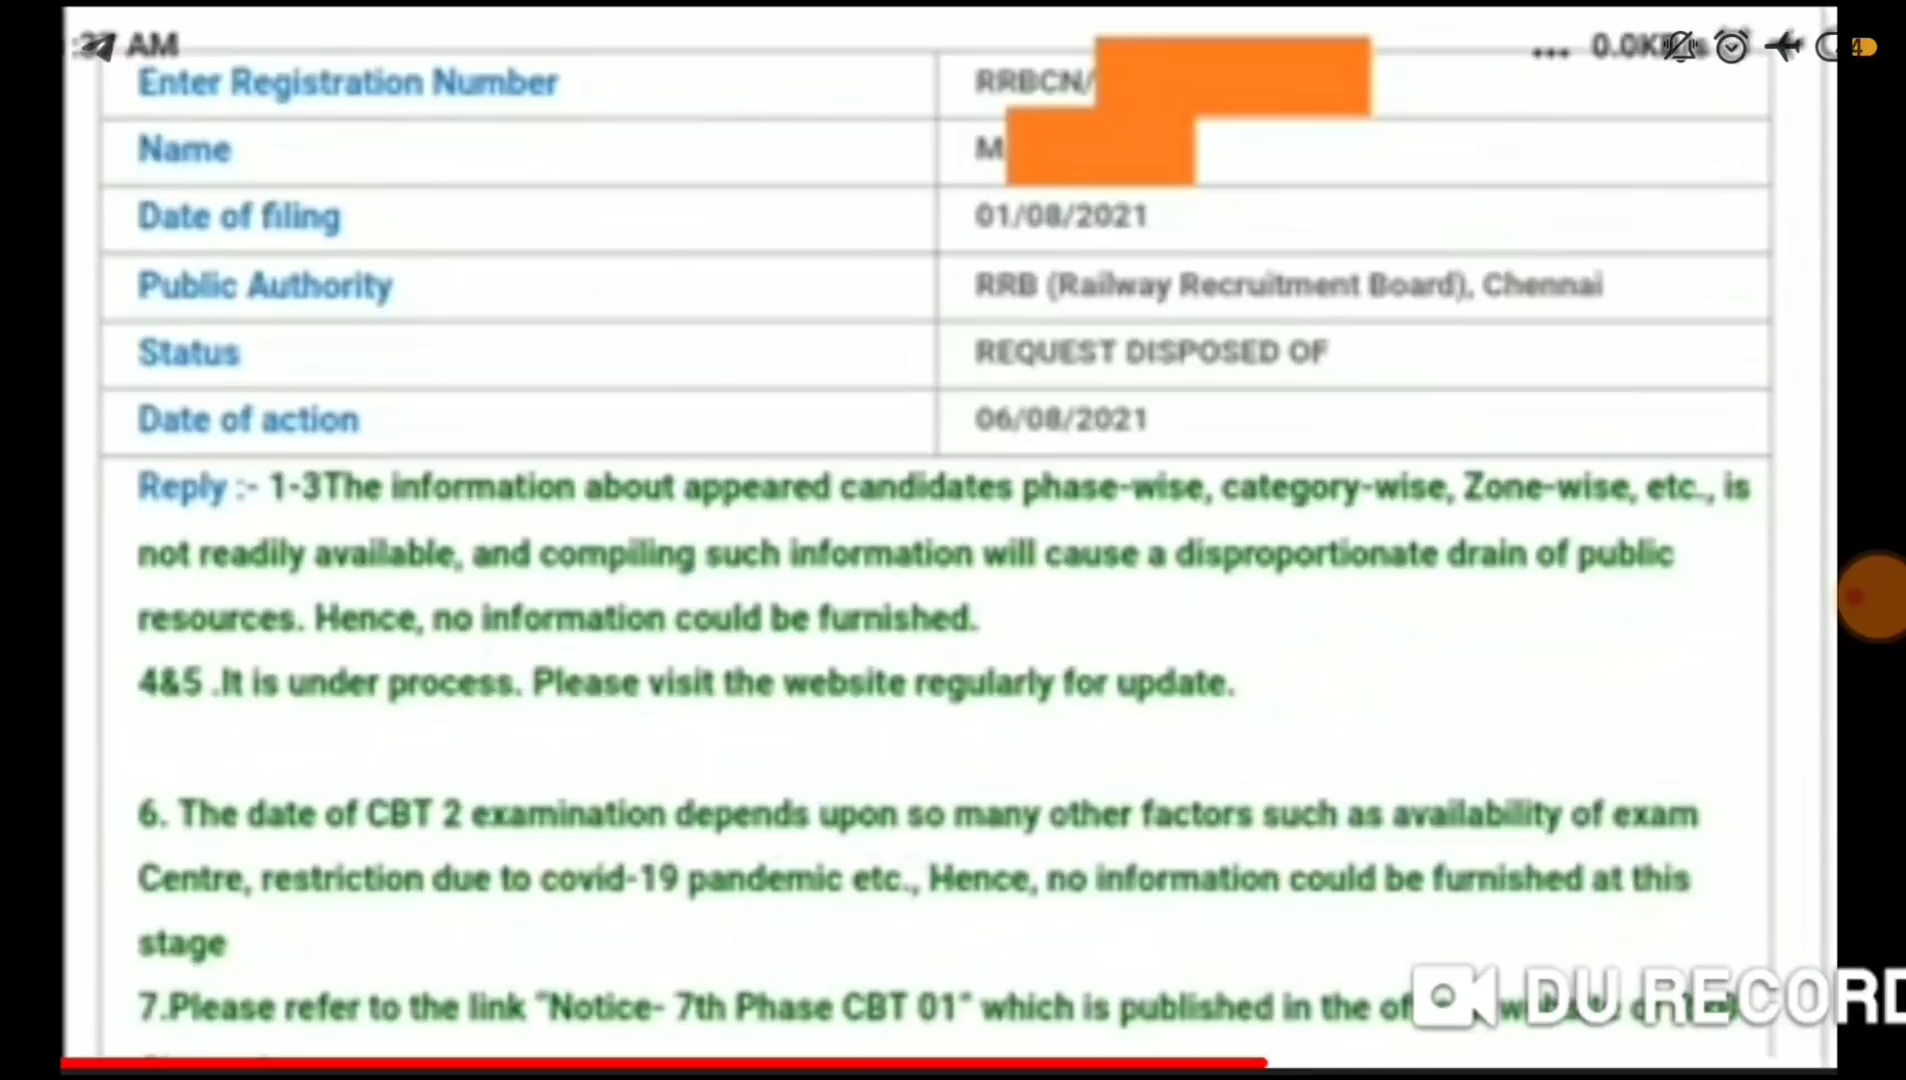 AM
... 0.0K
Enter Registration Number RRBCN/
Name M
Date of filing 01/08/2021
Public Authority RRB (Railway Recruitment Board), Chennai
Status REQUEST DISPOSED OF
Date of action 06/08/2021
Reply :- 1-3The information about appeared candidates phase-wise, category-wise, Zone-wise, etc., is
not readily available, and compiling such information will cause a disproportionate drain of public
resources. Hence, no information could be furnished.
4&5 .It is under process. Please visit the website regularly for update.
6. The date of CBT 2 examination depends upon so many other factors such as availability of exam
Centre, restriction due to covid-19 pandemic etc., Hence, no information could be furnished at this
stage
7.Please refer to the link "Notice- 7th Phase CBT 01" which is published in the
DU RECORD